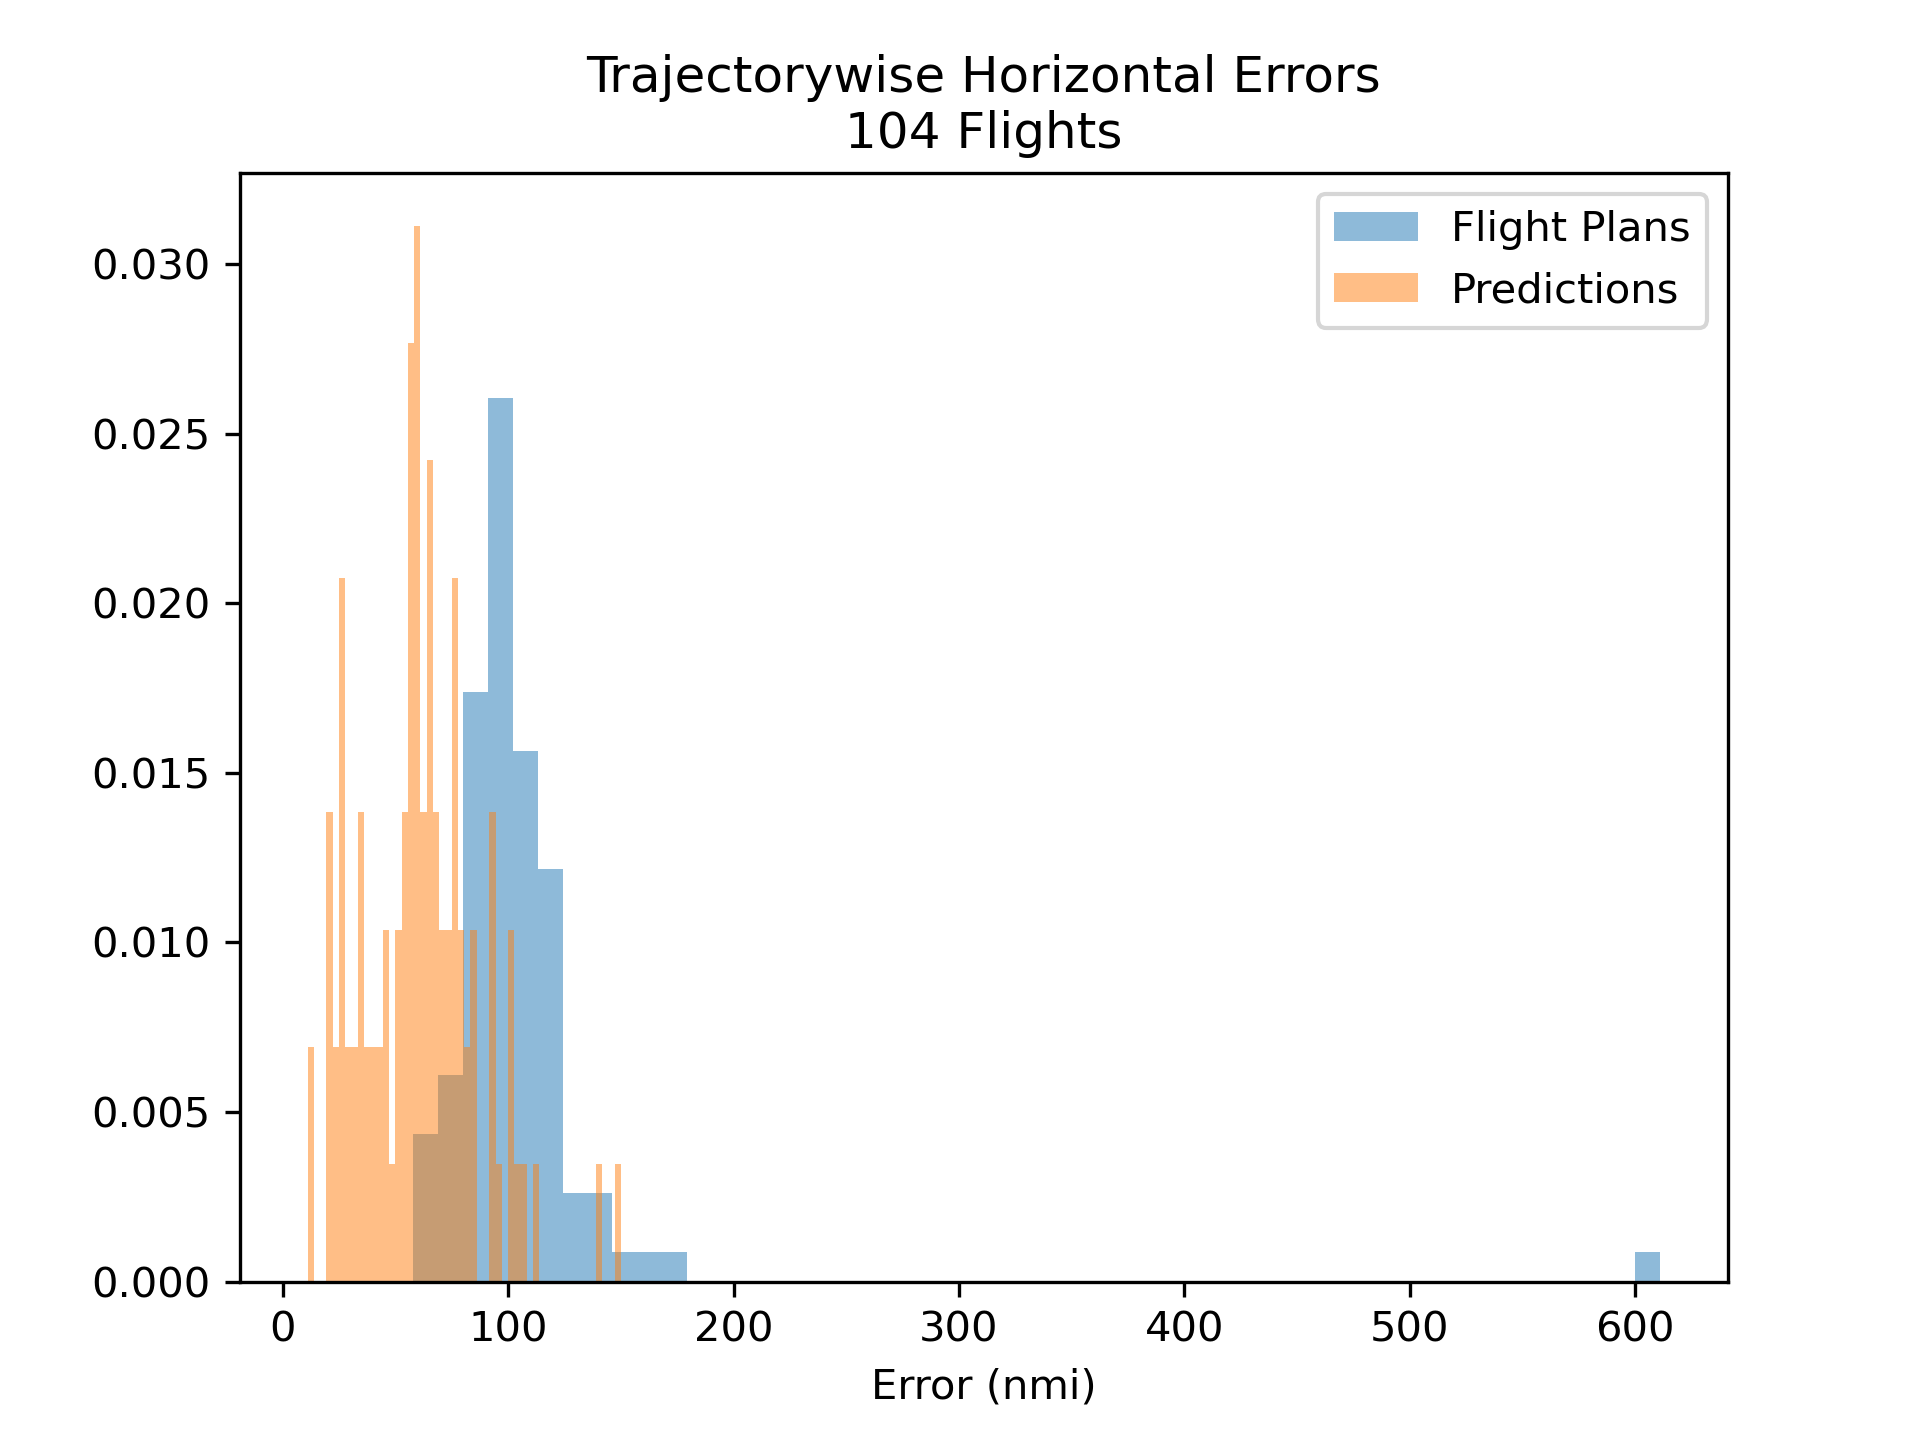 Trajectorywise Horizontal Errors
104 Flights
Flight Plans
Predictions
0.030
0.025
0.020
0.015
0.010
0.005
0.000
0 100 200 300 400 500 600
Error (nmi)